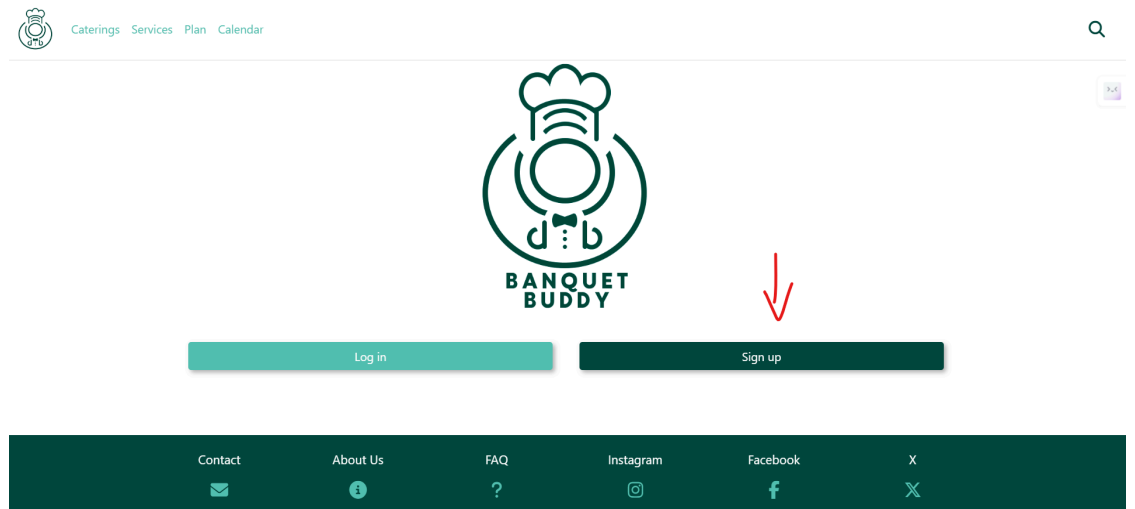 Caterings Services Plan Calendar
d b
BANQUET
BUDDY
Log in
Sign up
Contact About Us FAQ Instagram Facebook X